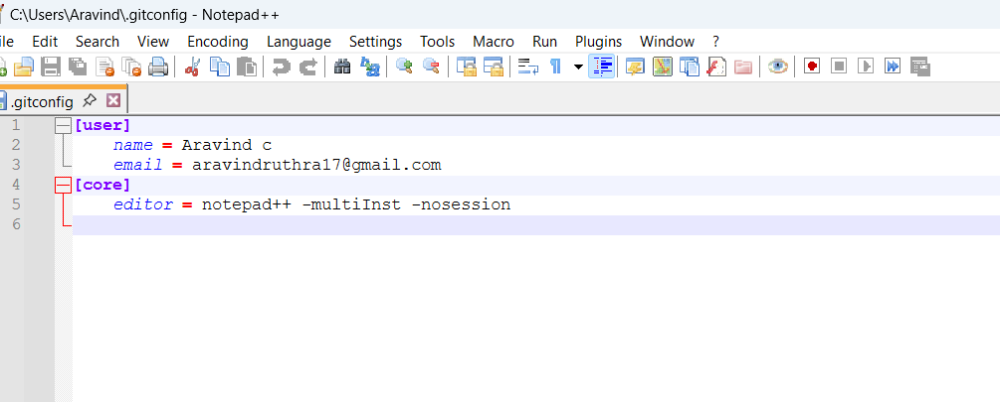 C:\Users\Aravind\.gitconfig - Notepad++
ile Edit Search View Encoding Language Settings Tools Macro Run Plugins Window ?
.gitconfig
1 [user]
2 name = Aravind c
3 email = aravindruthra17@gmail.com
4 [core]
5 editor = notepad++ -multiInst -nosession
6